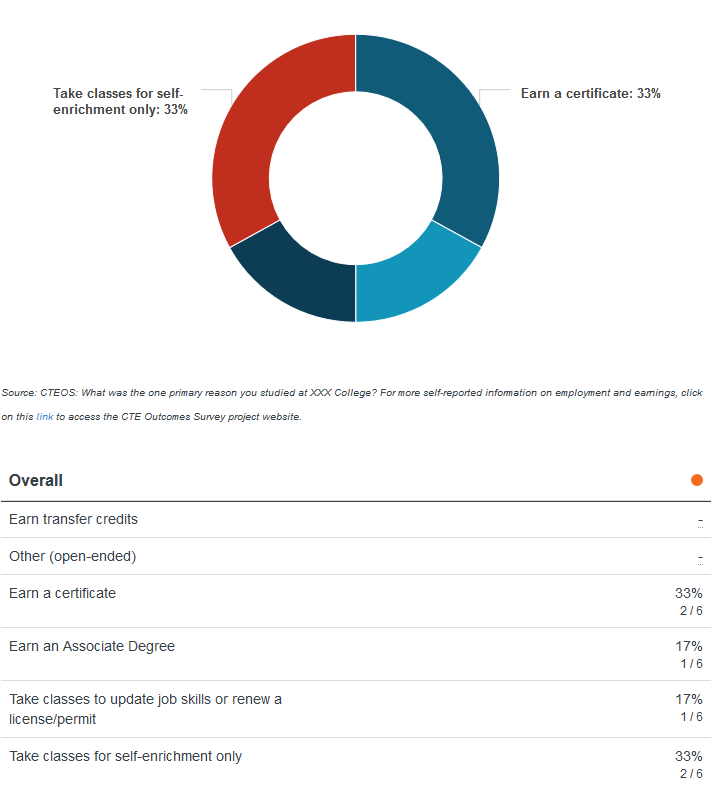 Take classes for self-
enrichment only: 33%
Earn a certificate: 33%
Source: CTEOS: What was the one primary reason you studied at XXX College? For more self-reported information on employment and earnings, click
on this link to access the CTE Outcomes Survey project website.
Overall
Earn transfer credits -
Other (open-ended) -
Earn a certificate 33%
2 / 6
Earn an Associate Degree 17%
1 / 6
Take classes to update job skills or renew a 17%
license/permit 1 / 6
Take classes for self-enrichment only 33%
2 / 6